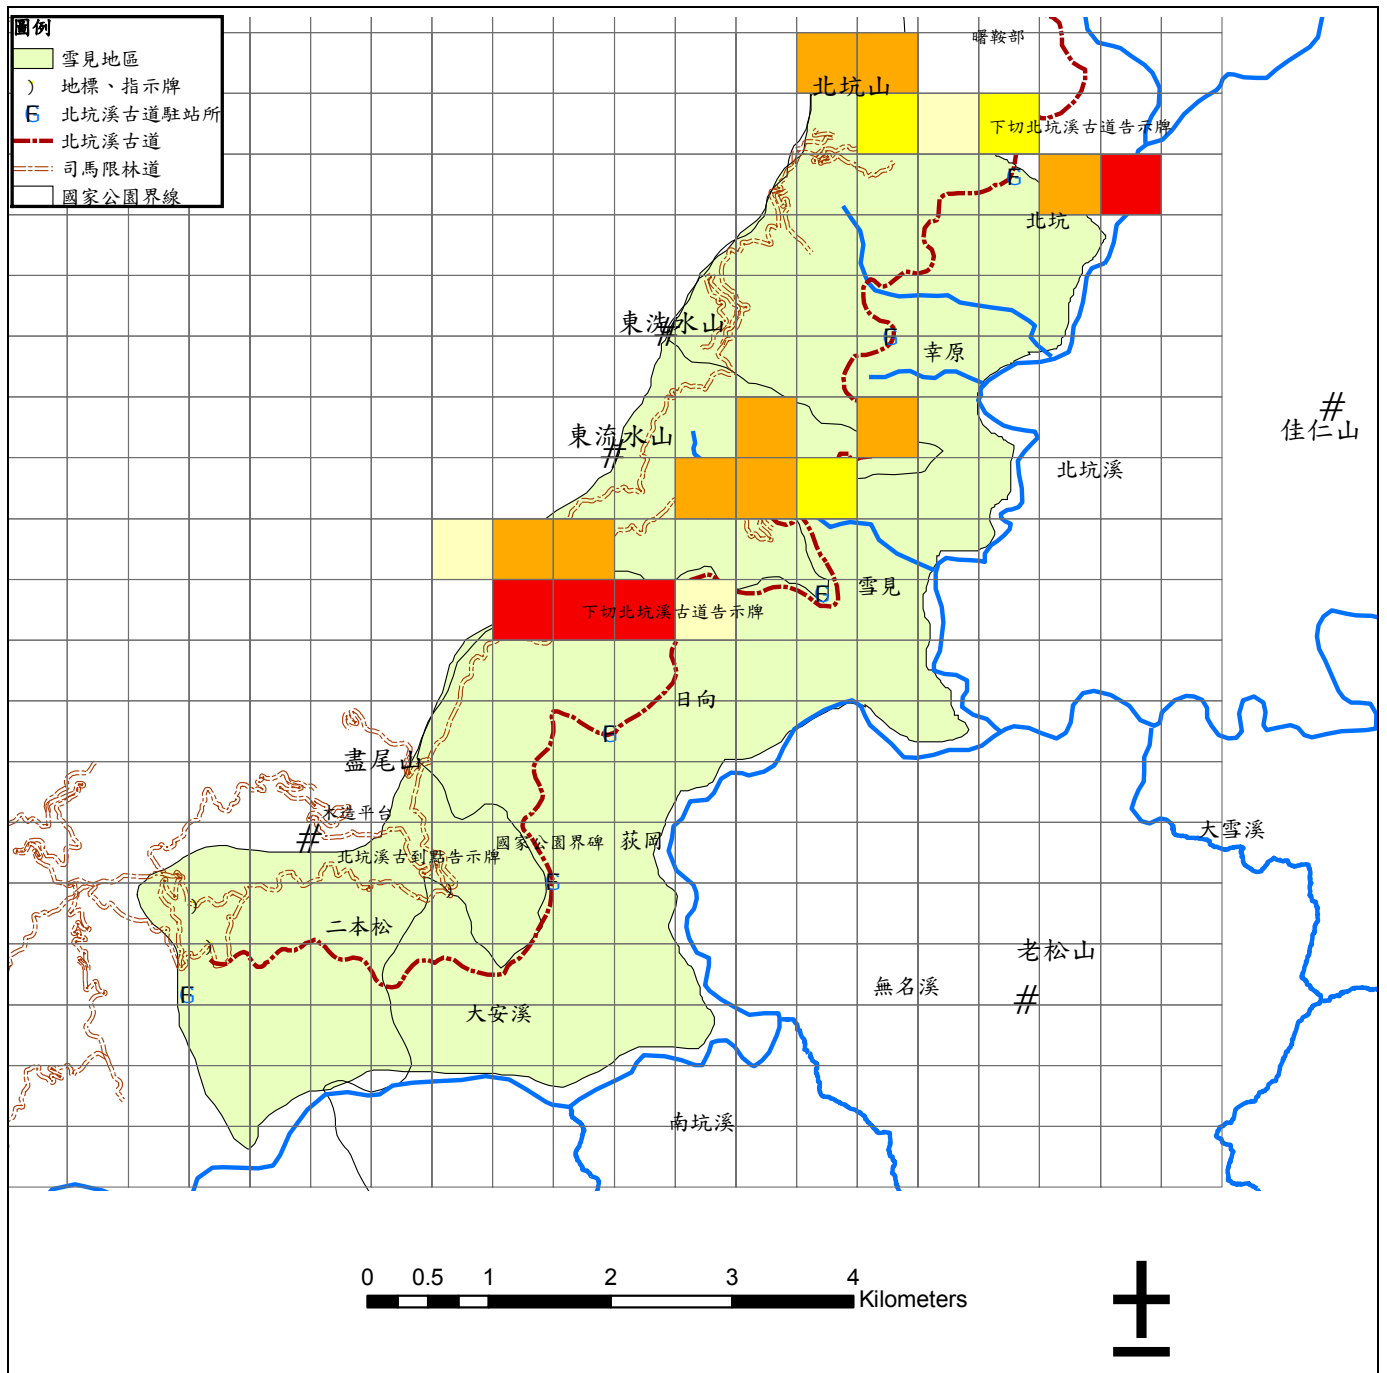 圖例
雪見地區
地標、指示牌
北坑溪古道駐站所
北坑溪古道
司馬限林道
國家公園界線
曙鞍部
北坑山
下切北坑溪古道告示牌
北坑
東洗水山
幸原
佳仁山
東流水山
北坑溪
雪見
下切北坑溪古道告示牌
日向
盡尾山
木造平台
大雪溪
國家公園界碑
荻岡
北坑溪古到點告示牌
二本松
老松山
無名溪
大安溪
南坑溪
0 0.5 1 2 3 4
Kilometers